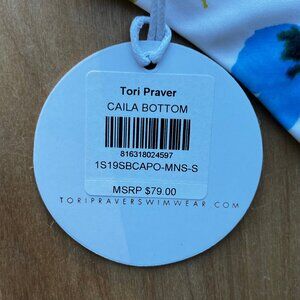 Tori Praver
CAILA BOTTOM
816318024597
1S19SBCAPO-MNS-S
MSRP $79.00
TORIPRAVERSWIMWEAR.COM